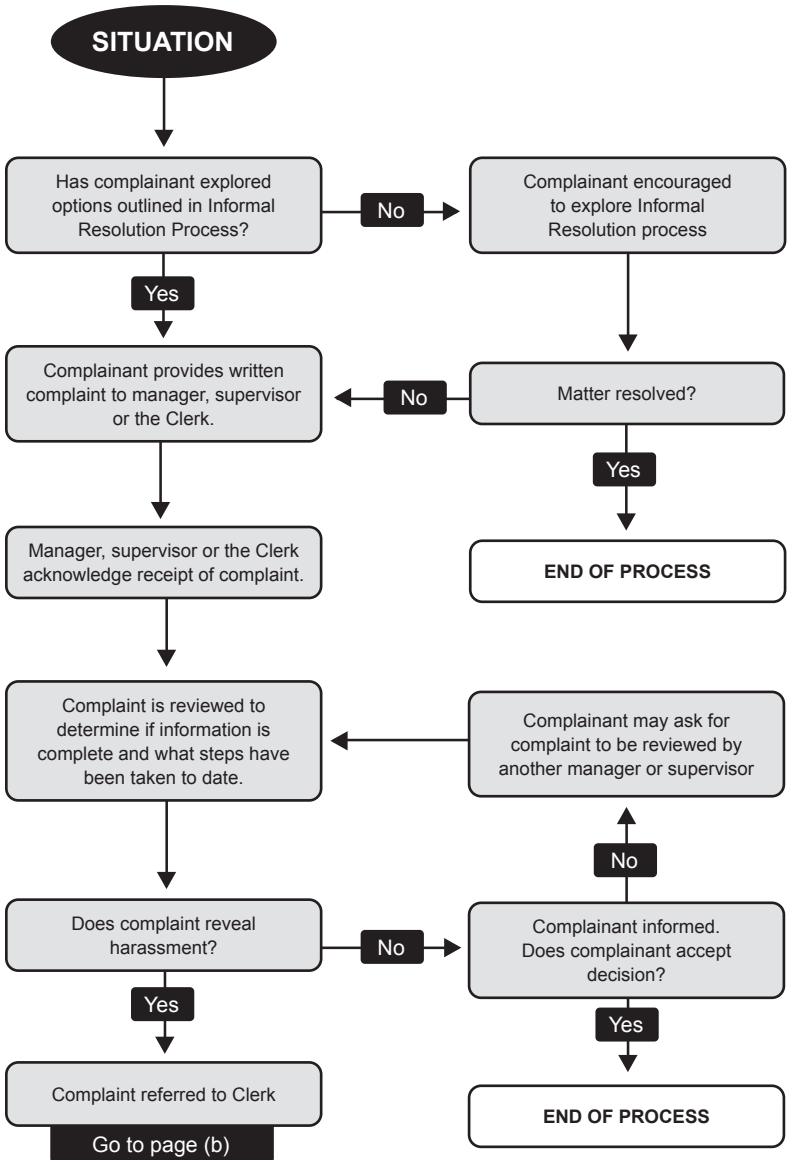 SITUATION
Has complainant explored
options outlined in Informal
Resolution Process?
No
Complainant encouraged
to explore Informal
Resolution process
Yes
Complainant provides written
complaint to manager, supervisor
or the Clerk.
No
Matter resolved?
Yes
Manager, supervisor or the Clerk
acknowledge receipt of complaint.
END OF PROCESS
Complaint is reviewed to
determine if information is
complete and what steps have
been taken to date.
Complainant may ask for
complaint to be reviewed by
another manager or supervisor
No
Does complaint reveal
harassment?
No
Complainant informed.
Does complainant accept
decision?
Yes
Yes
Complaint referred to Clerk
Go to page (b)
END OF PROCESS